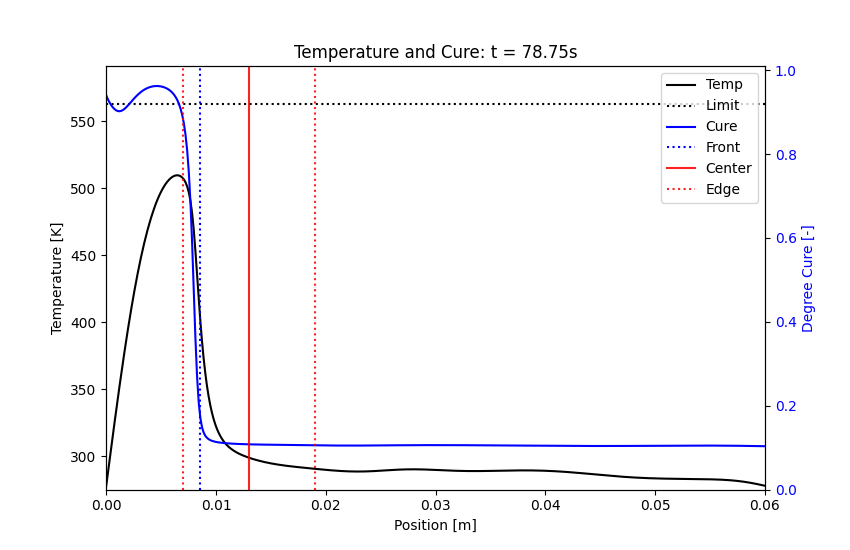 Temperature and Cure: t = 78.75s
Temperature [K]
550
500
450
400
350
300
Temp
Limit
Cure
Front
Center
Edge
1.0
0.8
0.6
0.4
0.2
0.0
Degree Cure [-]
0.00
0.01
0.02
0.03
0.04
0.05
0.06
Position [m]